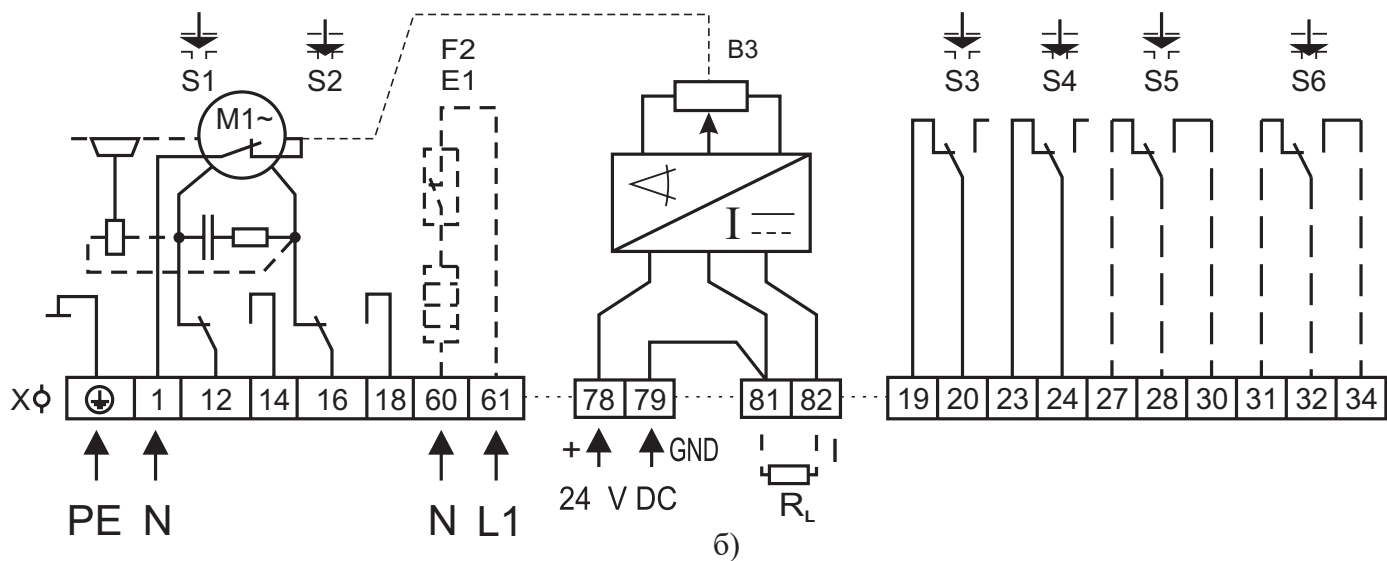 S1 S2 F2 B3 S3 S4 S5 S6
E1
M1~
I
X 1 12 14 16 18 60 61 78 79 81 82 19 20 23 24 27 28 30 31 32 34
+ GND I
24 V DC
PE N N L1 RL
б)